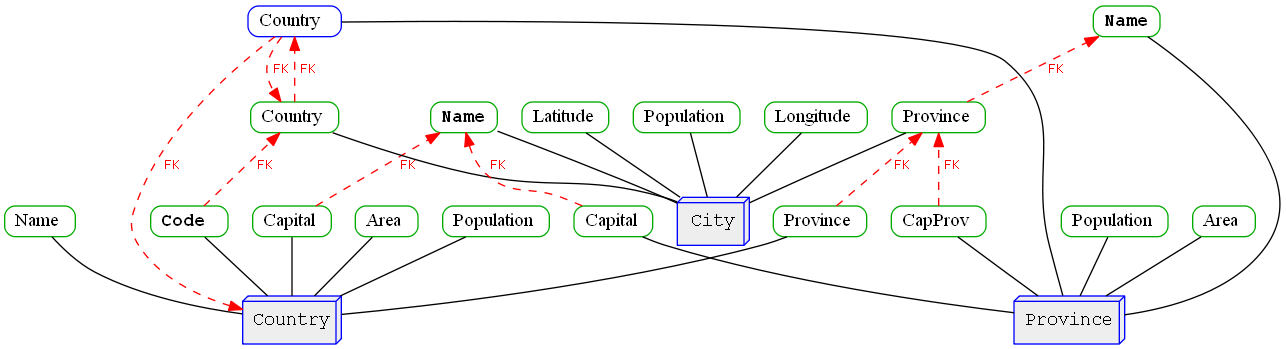 Country
Name
FK
FK
FK
Country
Name
Latitude
Population
Longitude
Province
FK
FK
FK
FK
FK
FK
Name
Code
Capital
Area
Population
Capital
City
Province
CapProv
Population
Area
Country
Province